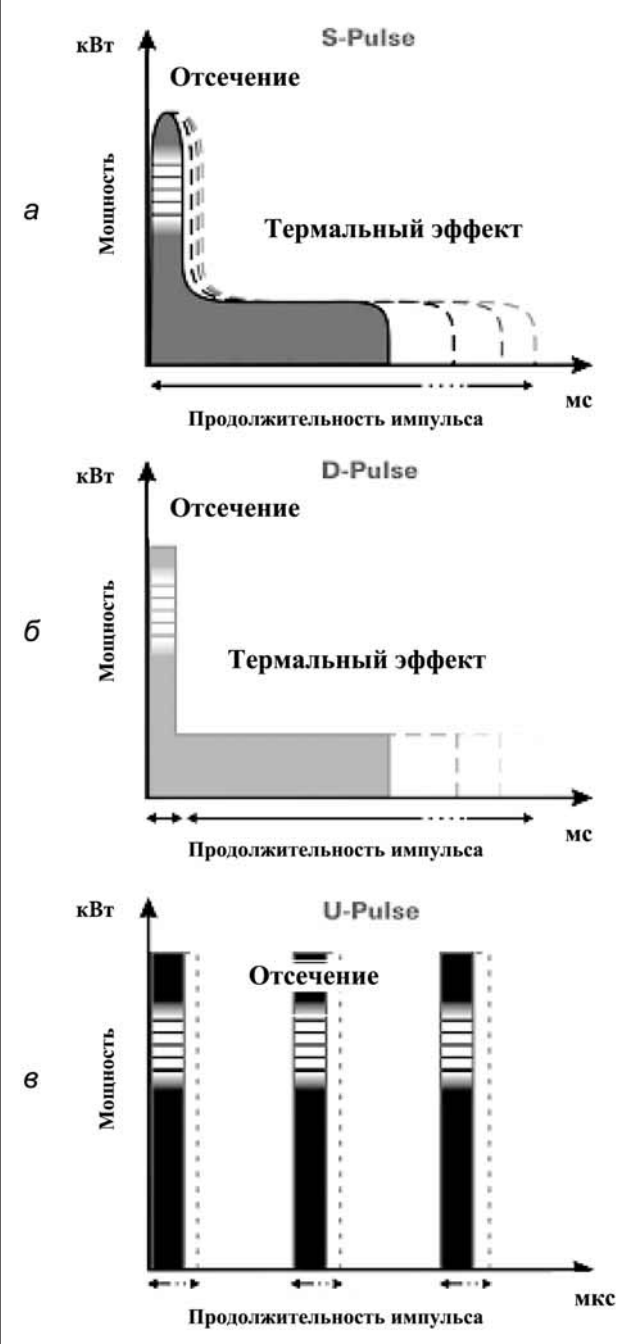 S-Pulse
кВт
Отсечение
Мощность
а
Термальный эффект
мс
Продолжительность импульса
D-Pulse
кВт
Отсечение
Мощность
б
Термальный эффект
мс
Продолжительность импульса
U-Pulse
кВт
Отсечение
Мощность
в
мкс
Продолжительность импульса